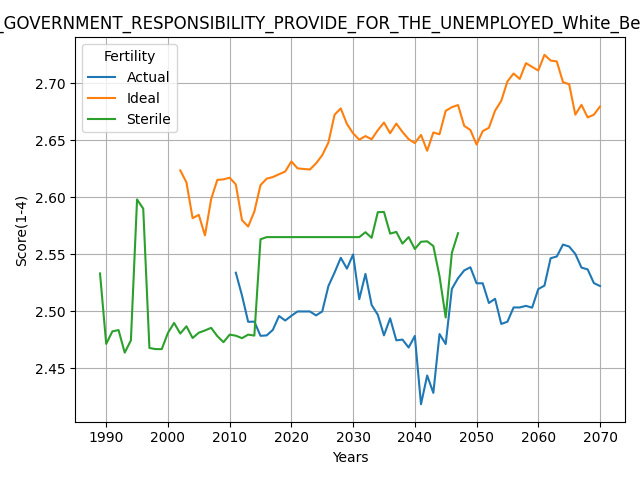 _GOVERNMENT_RESPONSIBILITY_PROVIDE_FOR_THE_UNEMPLOYED_White_Be
Fertility
Actual
Ideal
Sterile
Score(1-4)
2.70
2.65
2.60
2.55
2.50
2.45
1990 2000 2010 2020 2030 2040 2050 2060 2070
Years